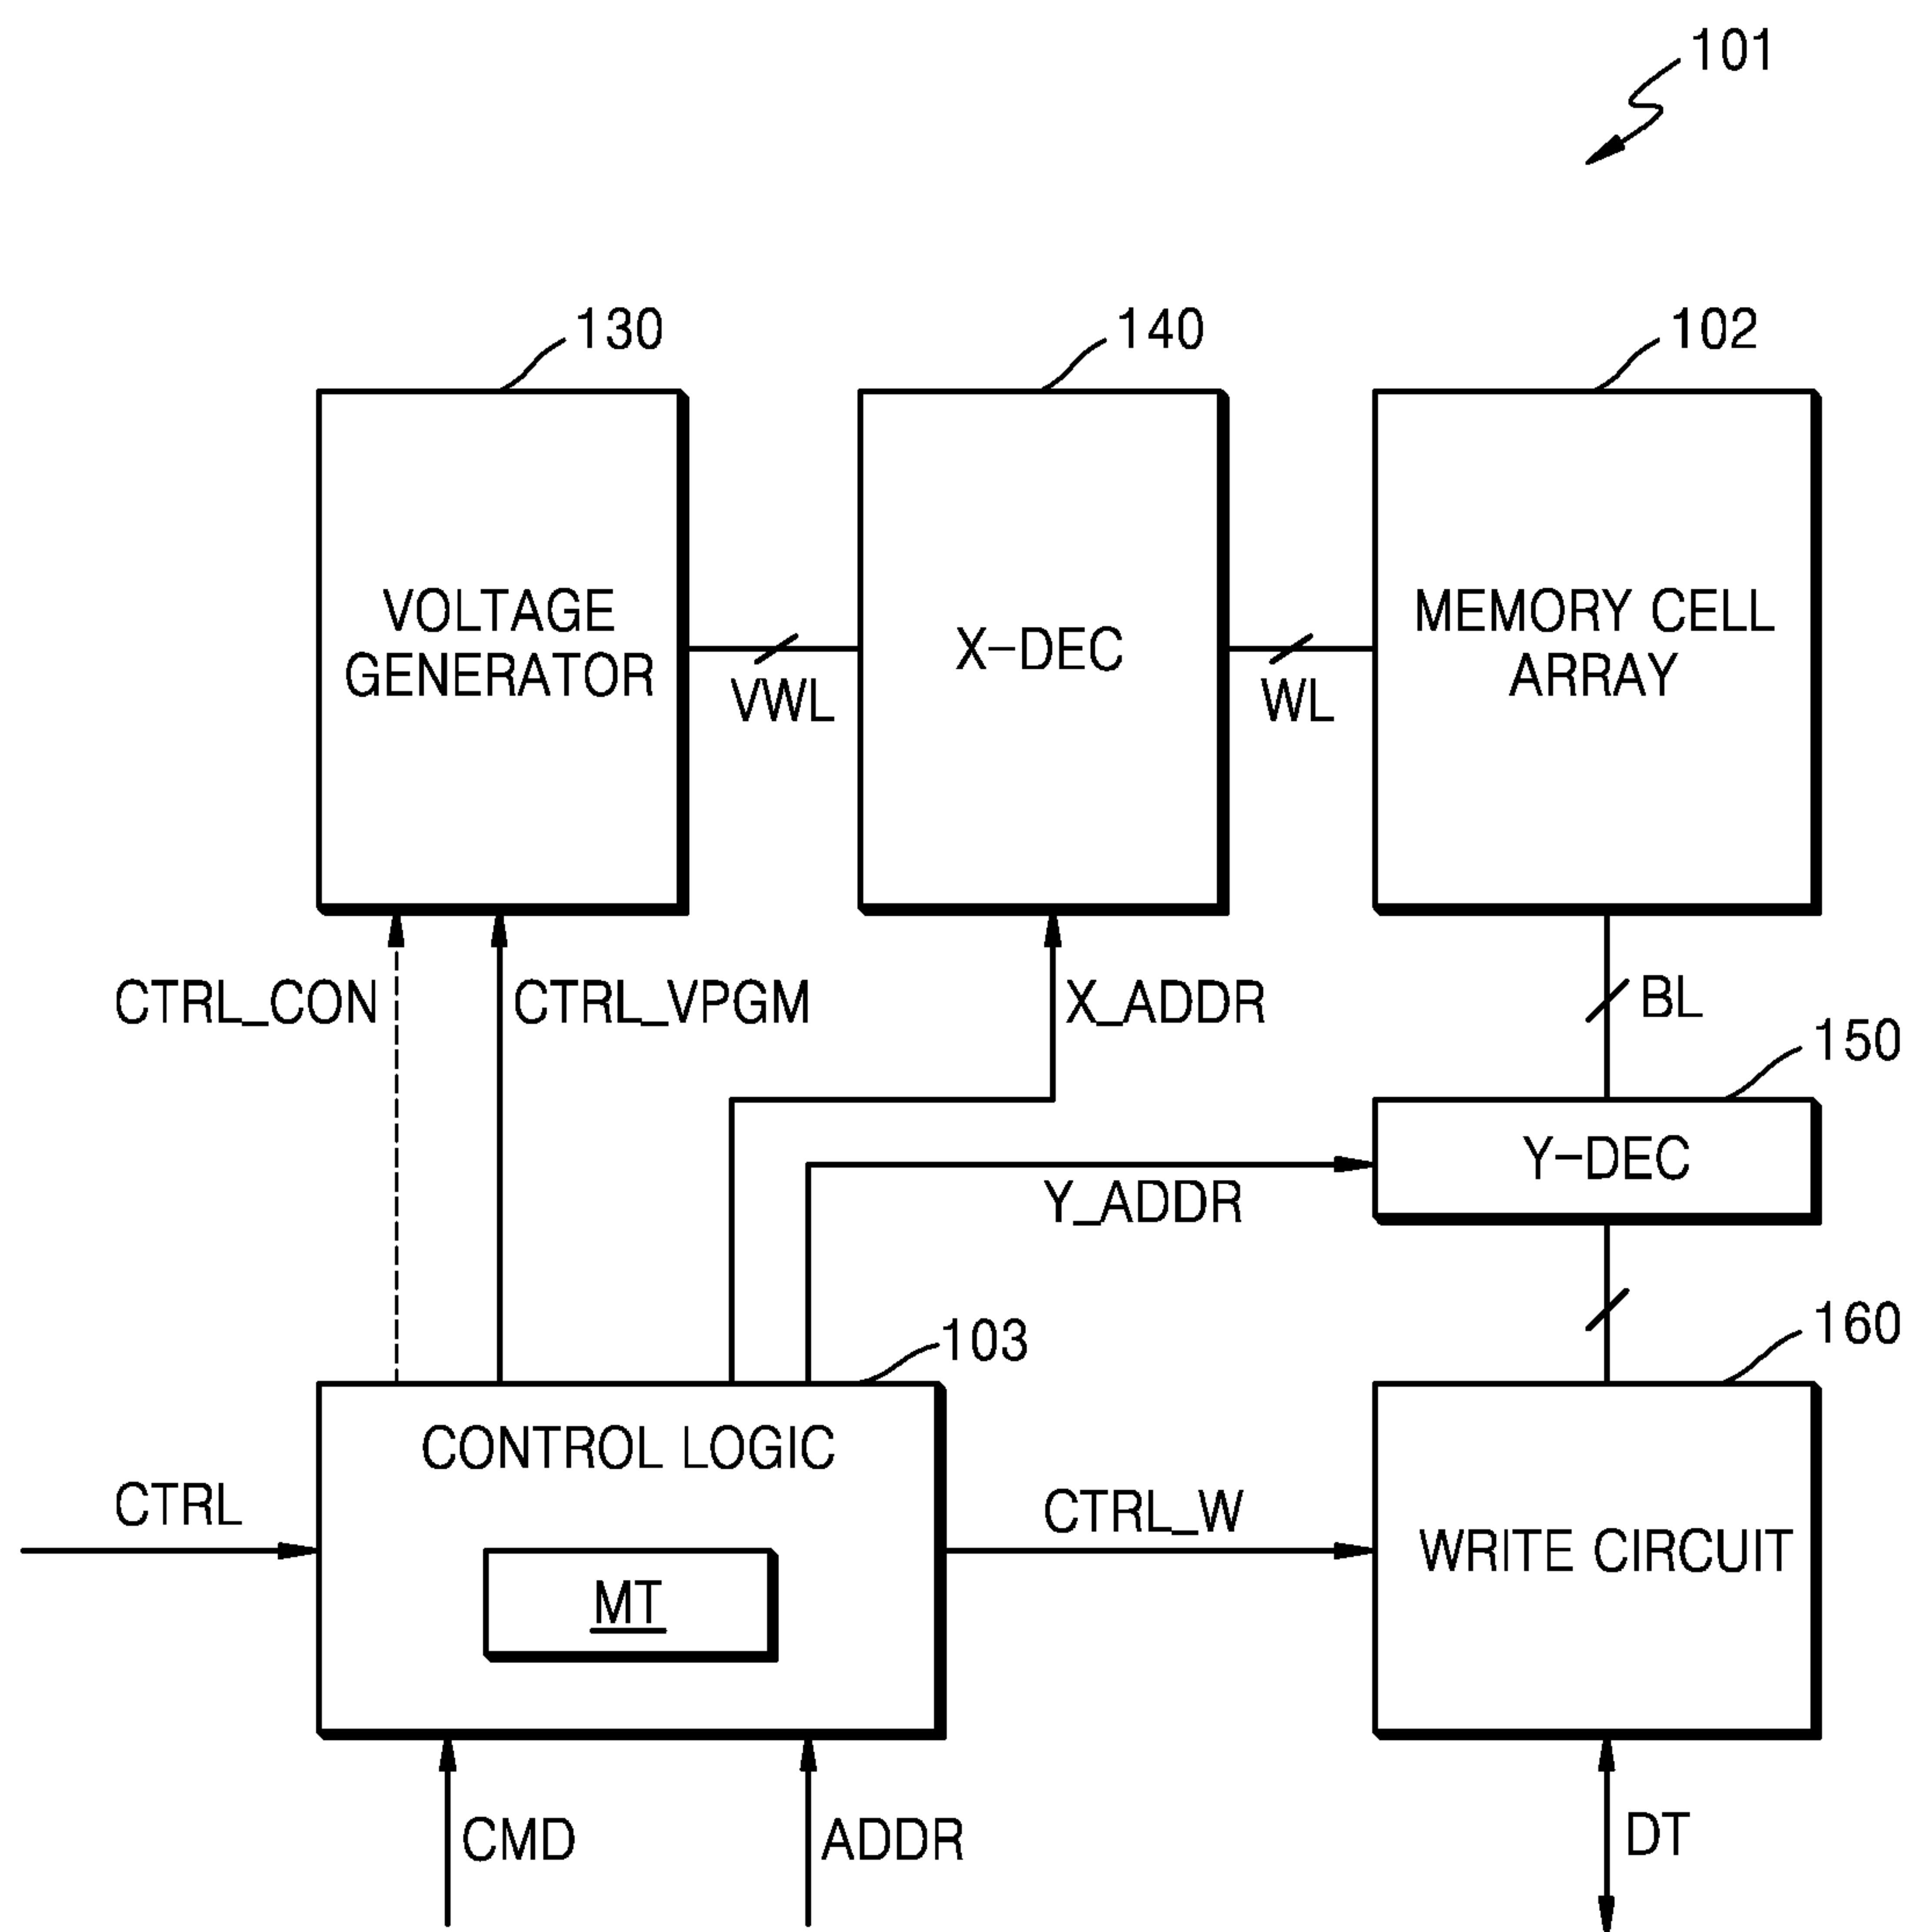 101
130
140
102
VOLTAGE
GENERATOR
VWL
X-DEC
WL
MEMORY CELL
ARRAY
CTRL_CON
CTRL_VPGM
X_ADDR
BL
150
Y-DEC
Y_ADDR
103
160
CONTROL LOGIC
CTRL
MT
CTRL_W
WRITE CIRCUIT
CMD
ADDR
DT